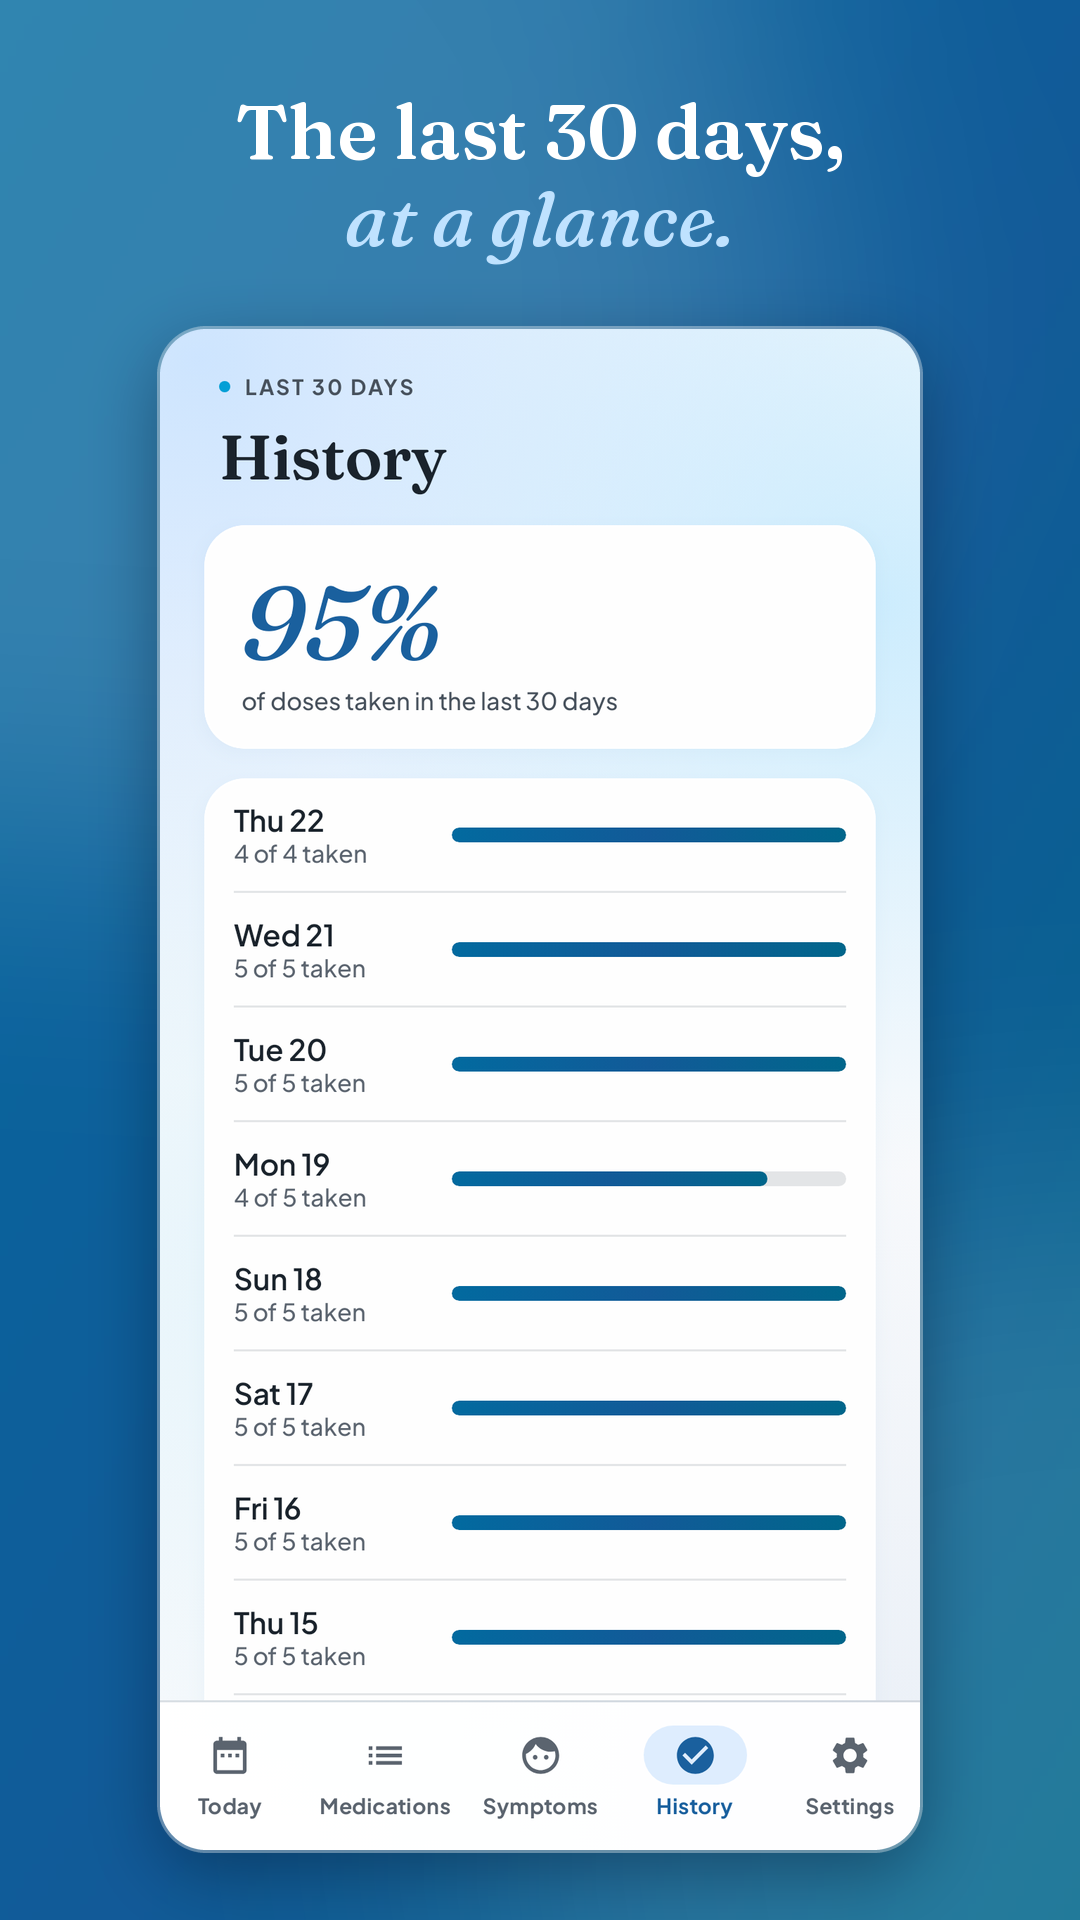 The last 30 days,
at a glance.
LAST 30 DAYS
History
95%
of doses taken in the last 30 days
Thu 22
4 of 4 taken
Wed 21
5 of 5 taken
Tue 20
5 of 5 taken
Mon 19
4 of 5 taken
Sun 18
5 of 5 taken
Sat 17
5 of 5 taken
Fri 16
5 of 5 taken
Thu 15
5 of 5 taken
Today Medications Symptoms History Settings